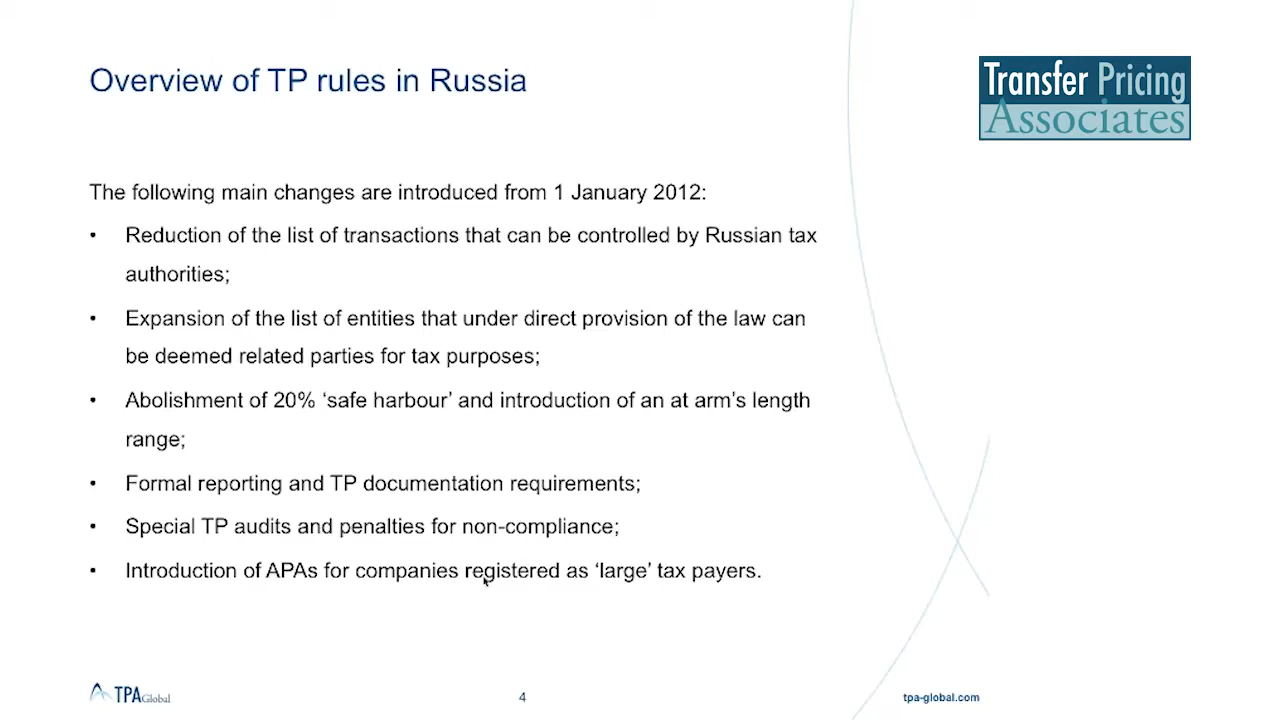 Overview of TP rules in Russia
Transfer Pricing
Associates
The following main changes are introduced from 1 January 2012:
• Reduction of the list of transactions that can be controlled by Russian tax
authorities;
• Expansion of the list of entities that under direct provision of the law can
be deemed related parties for tax purposes;
• Abolishment of 20% ‘safe harbour’ and introduction of an at arm’s length
range;
• Formal reporting and TP documentation requirements;
• Special TP audits and penalties for non-compliance;
• Introduction of APAs for companies registered as ‘large’ tax payers.
TPAGlobal
4
tpa-global.com